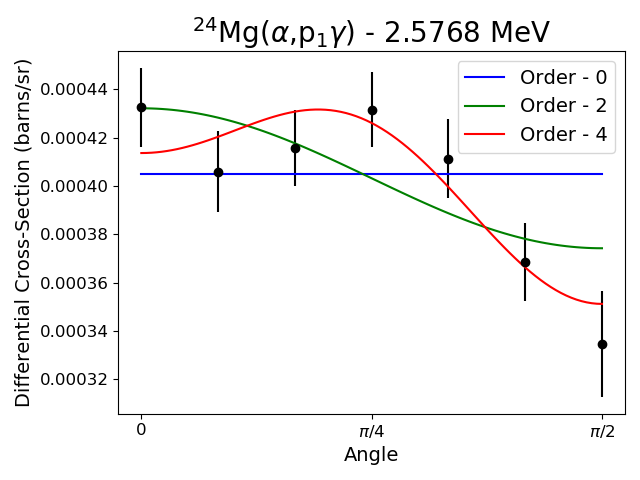 ²⁴Mg(α,p₁γ) - 2.5768 MeV
Order - 0
Order - 2
Order - 4
Differential Cross-Section (barns/sr)
0.00044
0.00042
0.00040
0.00038
0.00036
0.00034
0.00032
0 π/4 π/2
Angle